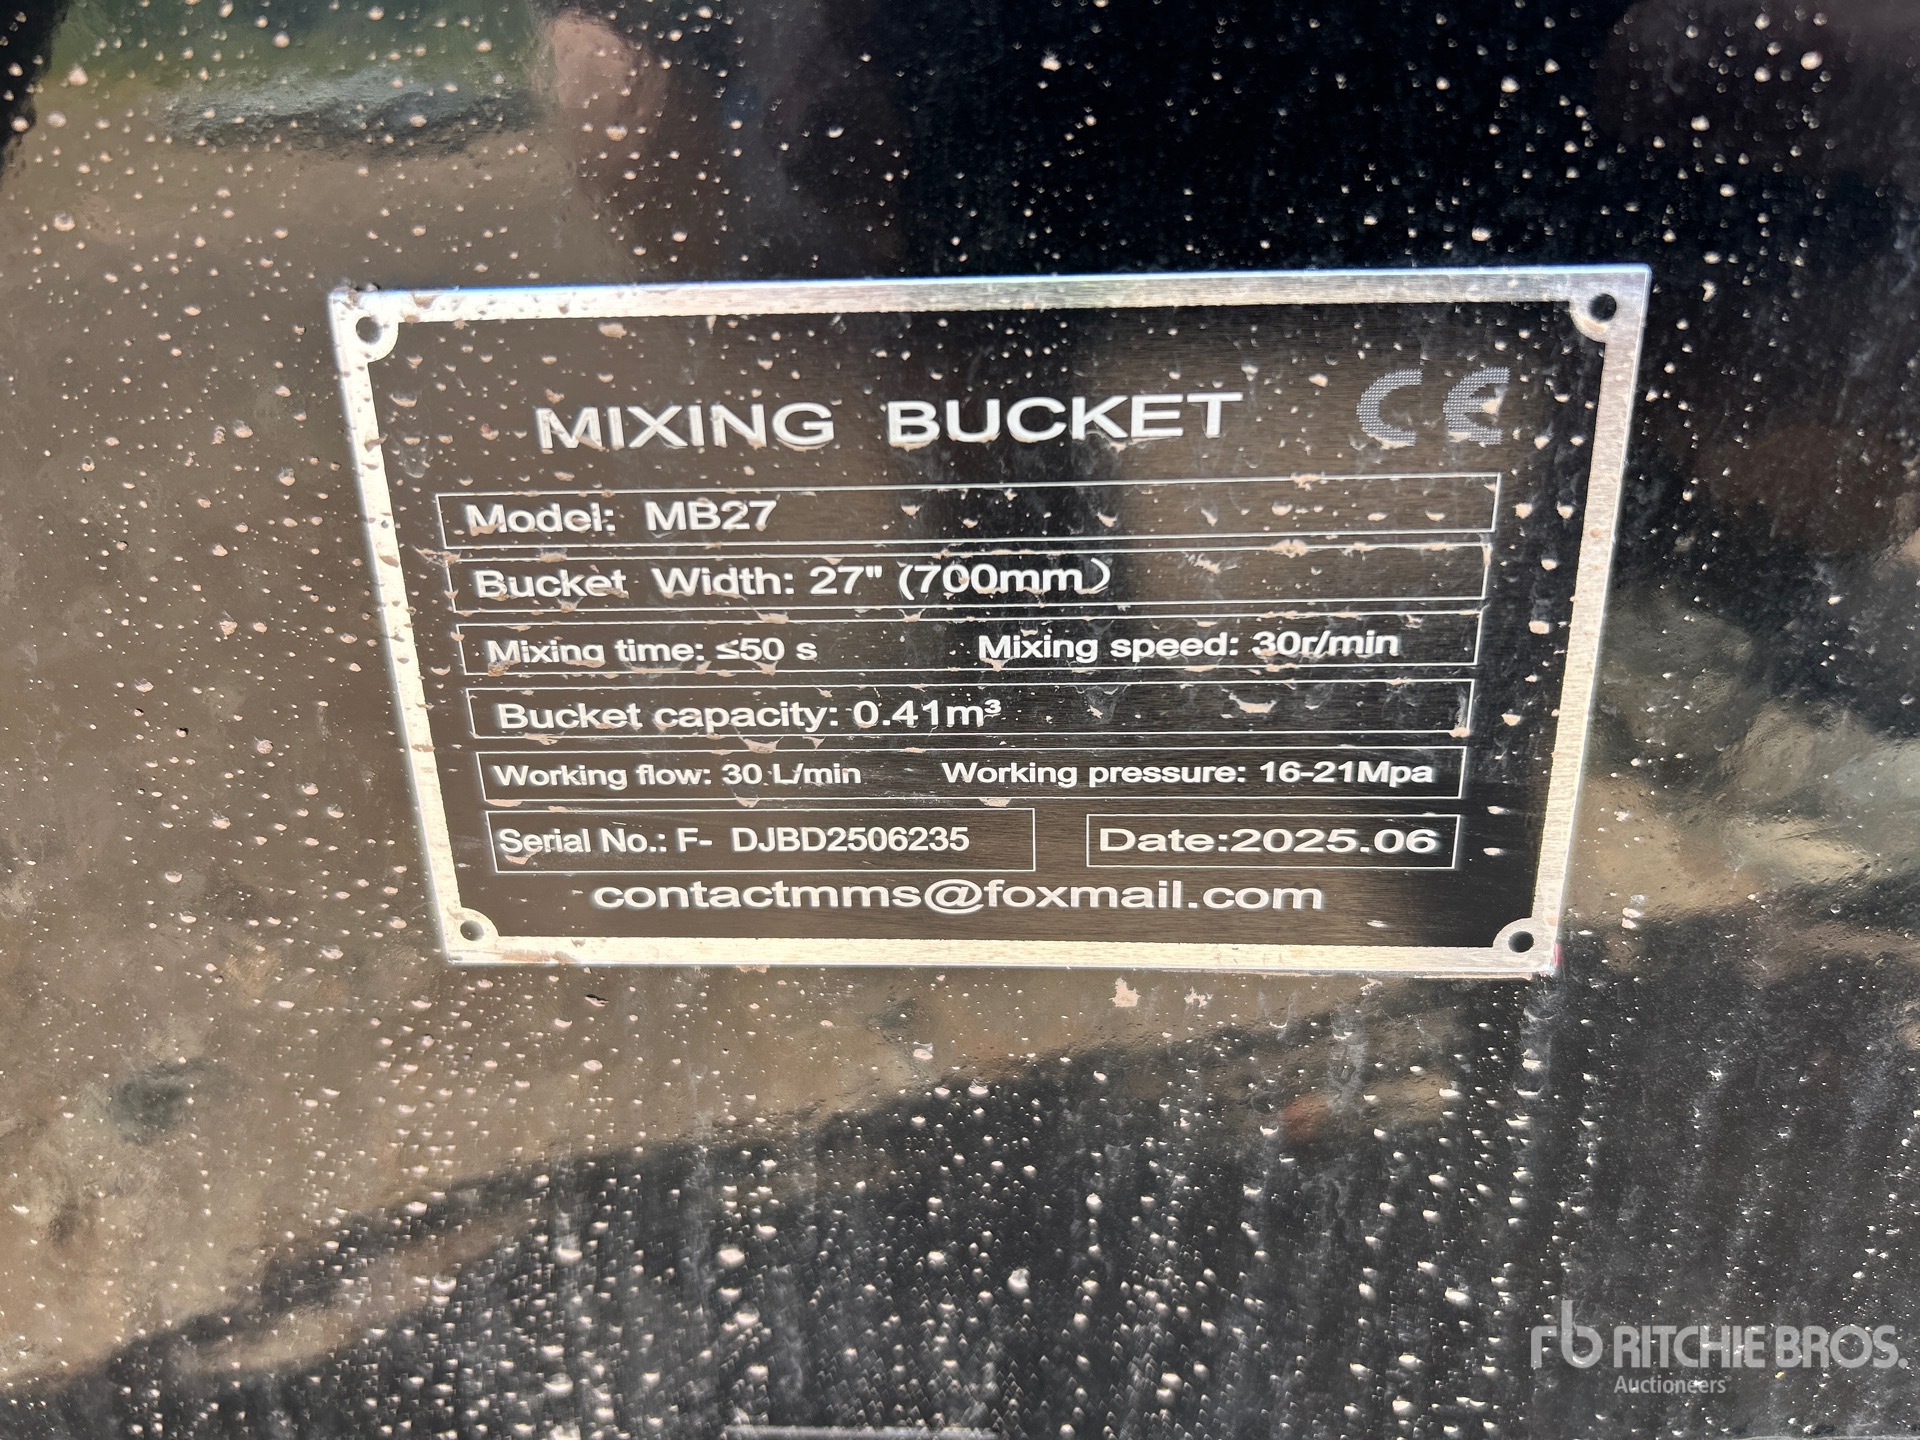 MIXING BUCKET CE
Model: MB27
Bucket Width: 27" (700mm)
Mixing time: ≤50 s Mixing speed: 30r/min
Bucket capacity: 0.41m³
Working flow: 30 L/min Working pressure: 16-21Mpa
Serial No.: F- DJBD2506235 Date:2025.06
contactmms@foxmail.com
rb RITCHIE BROS.
Auctioneers